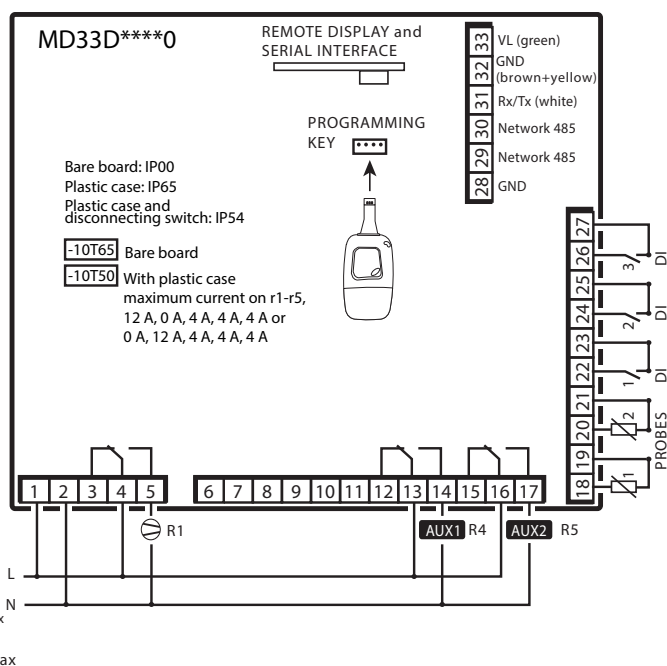 MD33D****0
REMOTE DISPLAY and
SERIAL INTERFACE
PROGRAMMING
KEY
33 VL (green)
32 GND
(brown+yellow)
31 Rx/Tx (white)
30 Network 485
29 Network 485
28 GND
Bare board: IP00
Plastic case: IP65
Plastic case and
disconnecting switch: IP54
-10T65 Bare board
-10T50 With plastic case
maximum current on r1-r5,
12 A, 0 A, 4 A, 4 A, 4 A or
0 A, 12 A, 4 A, 4 A, 4 A
27
26 3 DI
25
24 2 DI
23
22 1 DI
21
20 2
19
18 1
PROBES
1 2 3 4 5
6 7 8 9 10 11 12 13 14 15 16 17
R1
AUX1 R4
AUX2 R5
L
N
x
ax